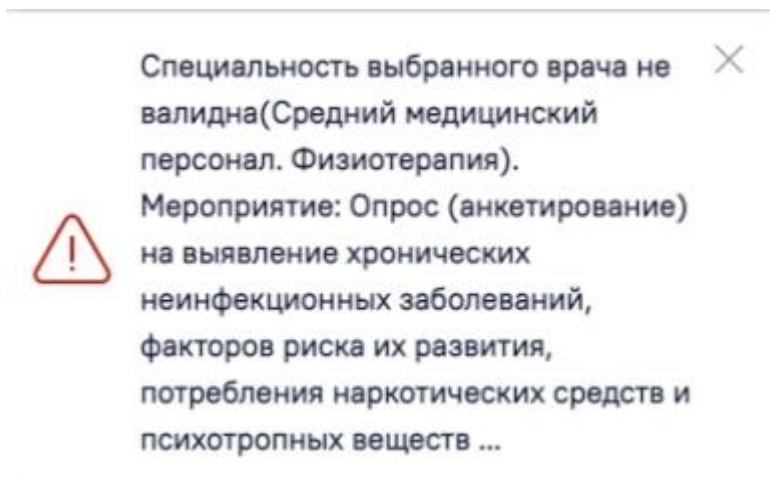 Специальность выбранного врача не
валидна(Средний медицинский
персонал. Физиотерапия).
Мероприятие: Опрос (анкетирование)
на выявление хронических
неинфекционных заболеваний,
факторов риска их развития,
потребления наркотических средств и
психотропных веществ ...